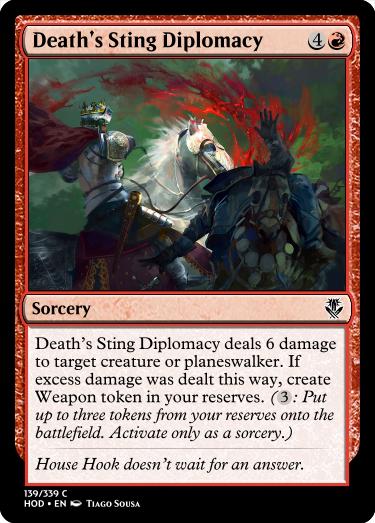 Death's Sting Diplomacy 4
Sorcery
Death's Sting Diplomacy deals 6 damage
to target creature or planeswalker. If
excess damage was dealt this way, create
Weapon token in your reserves. (3: Put
up to three tokens from your reserves onto the
battlefield. Activate only as a sorcery.)
House Hook doesn't wait for an answer.
139/339 C
HOD • EN Tiago Sousa